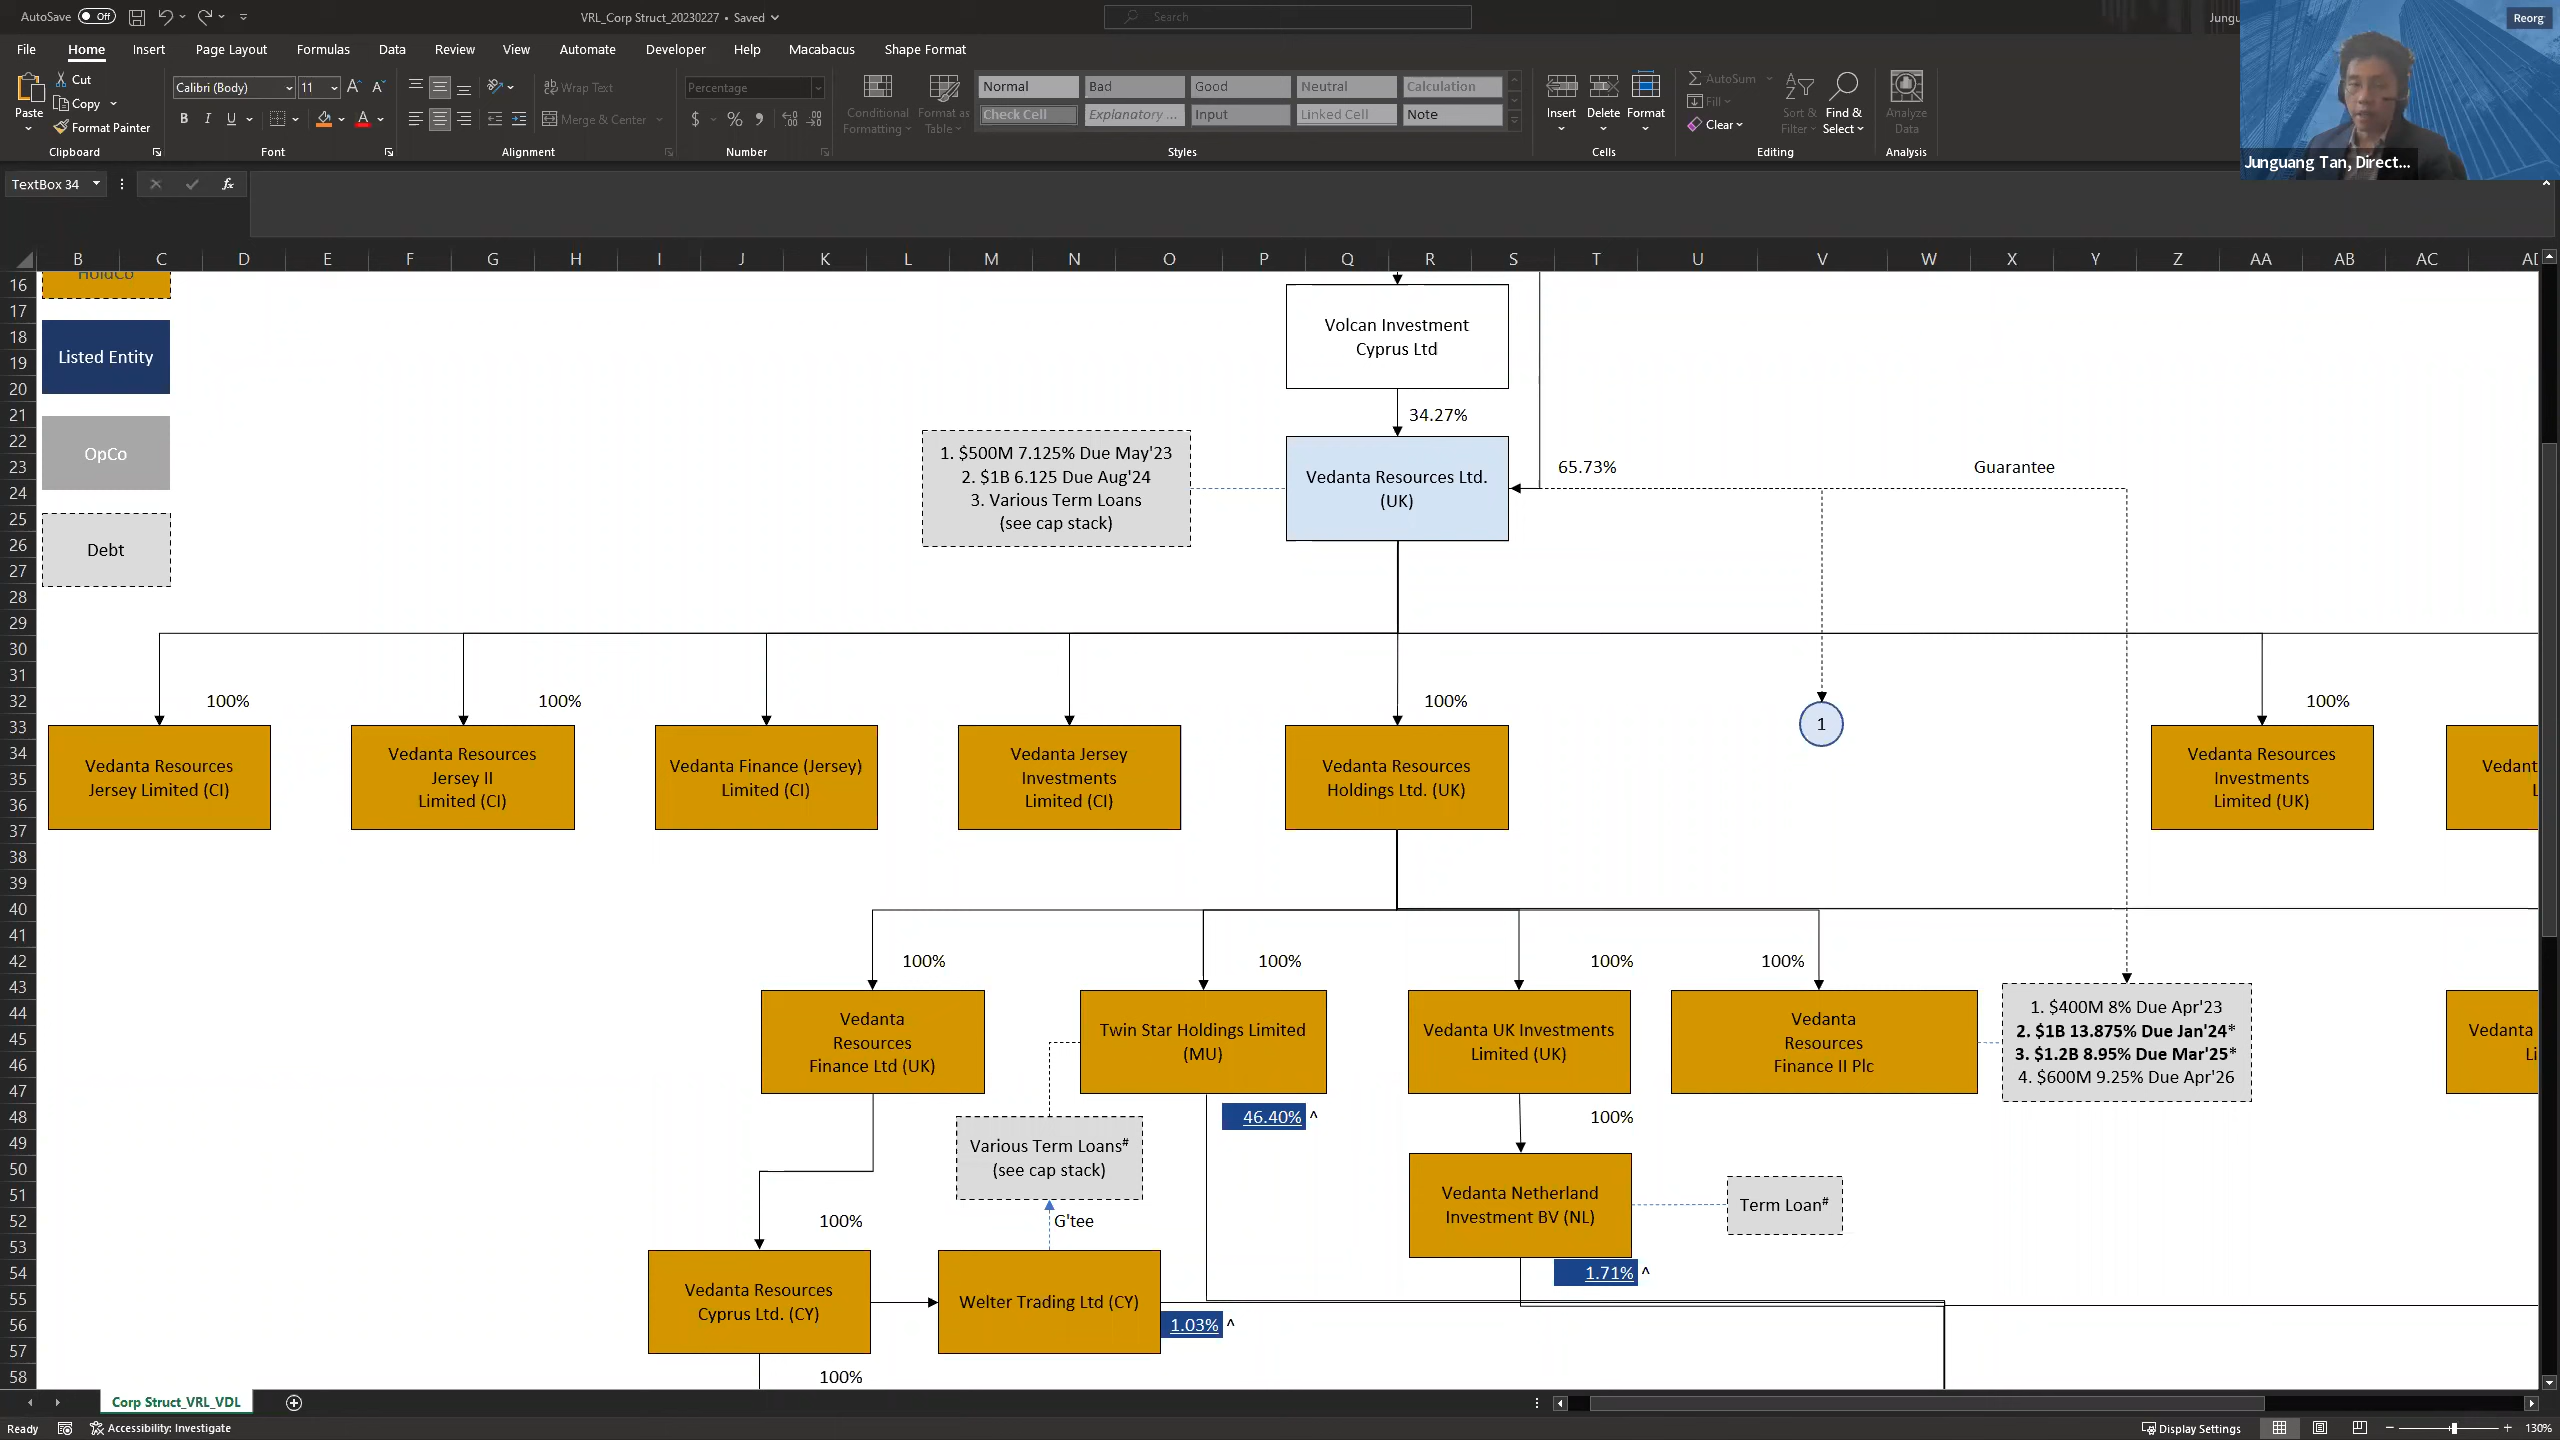 AutoSave Off VRL_Corp Struct_20230227 • Saved Search Jungu
Reorg
File Home Insert Page Layout Formulas Data Review View Automate Developer Help Macabacus Shape Format
Paste
Cut
Copy
Format Painter
Calibri (Body) 11
B I U
Wrap Text
Merge & Center
Percentage
$ %
Conditional Formatting
Format as Table
Normal Bad Good Neutral Calculation
Check Cell Explanatory ... Input Linked Cell Note
Insert Delete Format
AutoSum
Fill
Clear
Sort & Filter
Find & Select
Analyze Data
Clipboard Font Alignment Number Styles Cells Editing Analysis
Junguang Tan, Direct...
TextBox 34 fx
B C D E F G H I J K L M N O P Q R S T U V W X Y Z AA AB AC AD
16
17
18
19
20
21
22
23
24
25
26
27
28
29
30
31
32
33
34
35
36
37
38
39
40
41
42
43
44
45
46
47
48
49
50
51
52
53
54
55
56
57
58
HoldCo
Listed Entity
OpCo
Debt
Volcan Investment
Cyprus Ltd
34.27%
1. $500M 7.125% Due May'23
2. $1B 6.125 Due Aug'24
3. Various Term Loans
(see cap stack)
Vedanta Resources Ltd.
(UK)
65.73%
Guarantee
100% 100% 100% 100%
1
Vedanta Resources
Jersey Limited (CI)
Vedanta Resources
Jersey II
Limited (CI)
Vedanta Finance (Jersey)
Limited (CI)
Vedanta Jersey
Investments
Limited (CI)
Vedanta Resources
Holdings Ltd. (UK)
Vedanta Resources
Investments
Limited (UK)
Vedant
L
100% 100% 100% 100%
Vedanta
Resources
Finance Ltd (UK)
Twin Star Holdings Limited
(MU)
Vedanta UK Investments
Limited (UK)
Vedanta
Resources
Finance II Plc
1. $400M 8% Due Apr'23
2. $1B 13.875% Due Jan'24*
3. $1.2B 8.95% Due Mar'25*
4. $600M 9.25% Due Apr'26
Vedanta
Li
46.40% ^
100%
Various Term Loans#
(see cap stack)
Vedanta Netherland
Investment BV (NL)
Term Loan#
100%
G'tee
1.71% ^
Vedanta Resources
Cyprus Ltd. (CY)
Welter Trading Ltd (CY)
1.03% ^
100%
Corp Struct_VRL_VDL
Ready Accessibility: Investigate Display Settings 130%